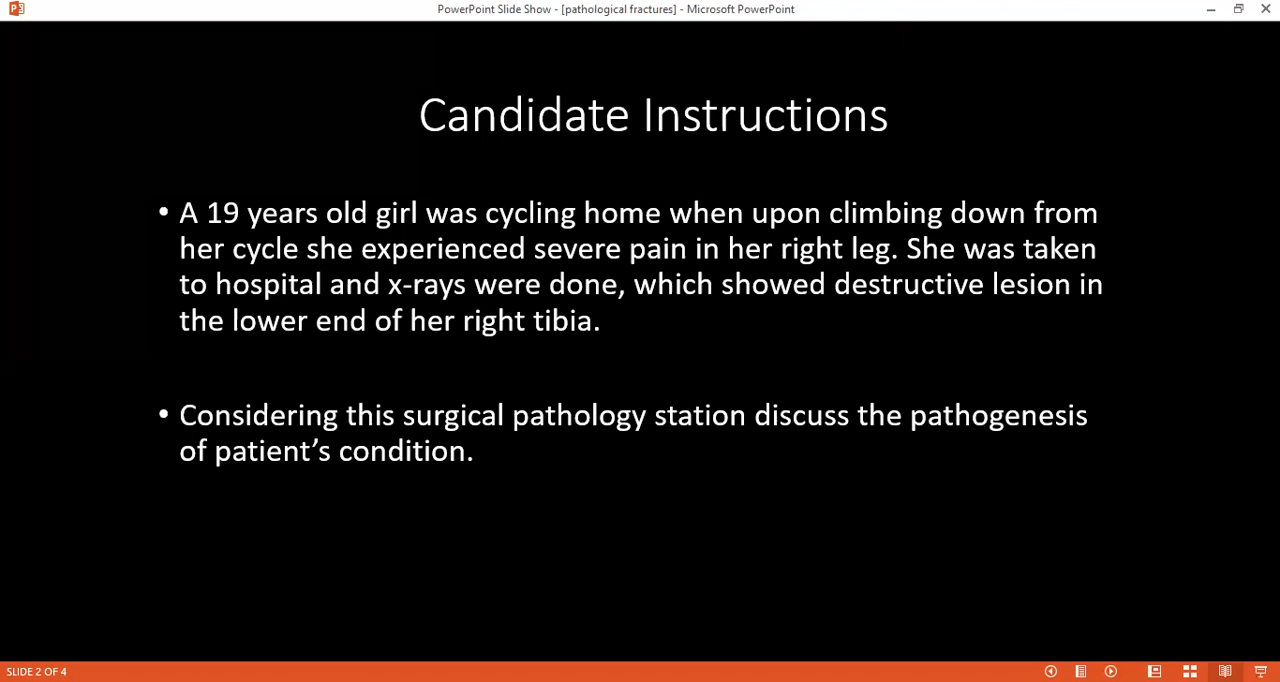 PowerPoint Slide Show - [pathological fractures] - Microsoft PowerPoint
Candidate Instructions
• A 19 years old girl was cycling home when upon climbing down from
her cycle she experienced severe pain in her right leg. She was taken
to hospital and x-rays were done, which showed destructive lesion in
the lower end of her right tibia.
• Considering this surgical pathology station discuss the pathogenesis
of patient’s condition.
SLIDE 2 OF 4